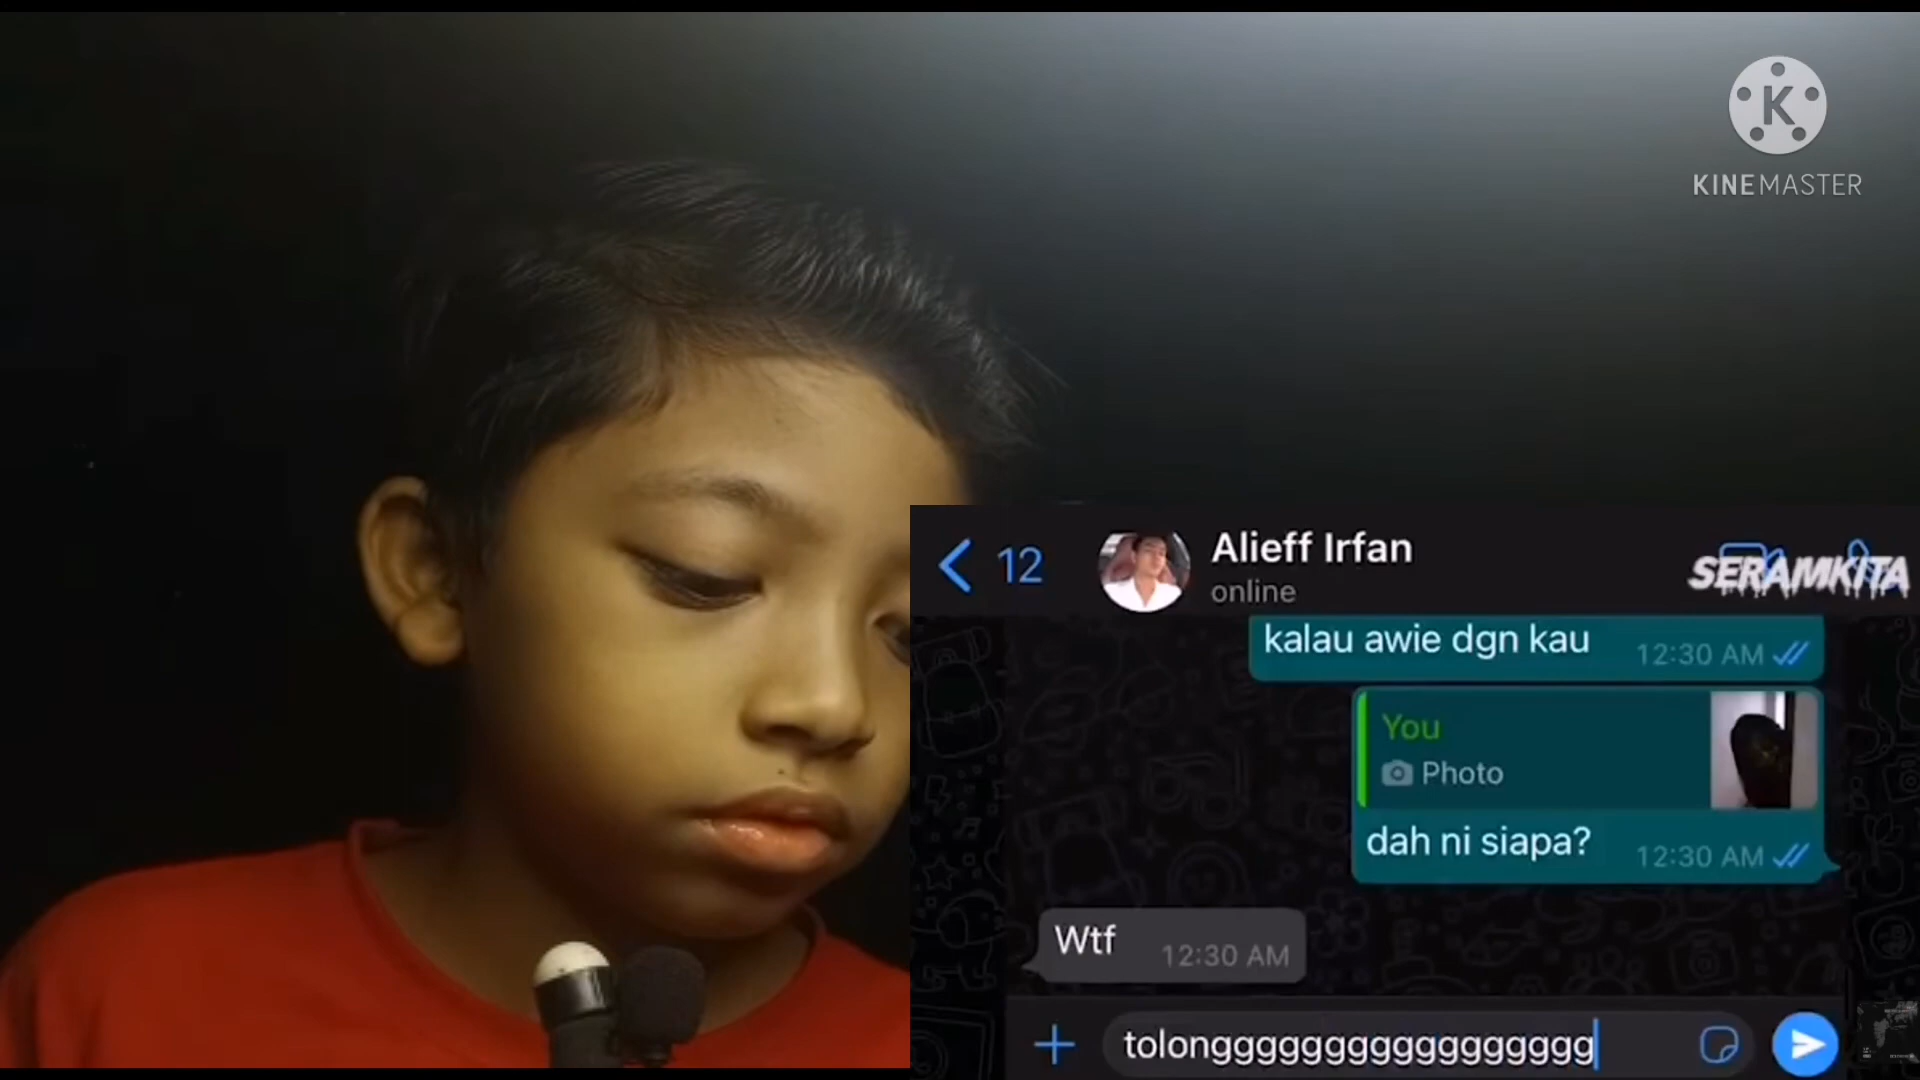 KINEMASTER
12
Alieff Irfan
online
SERAMKITA
kalau awie dgn kau
12:30 AM
You
Photo
dah ni siapa?
12:30 AM
Wtf
12:30 AM
tolongggggggggggggggggg